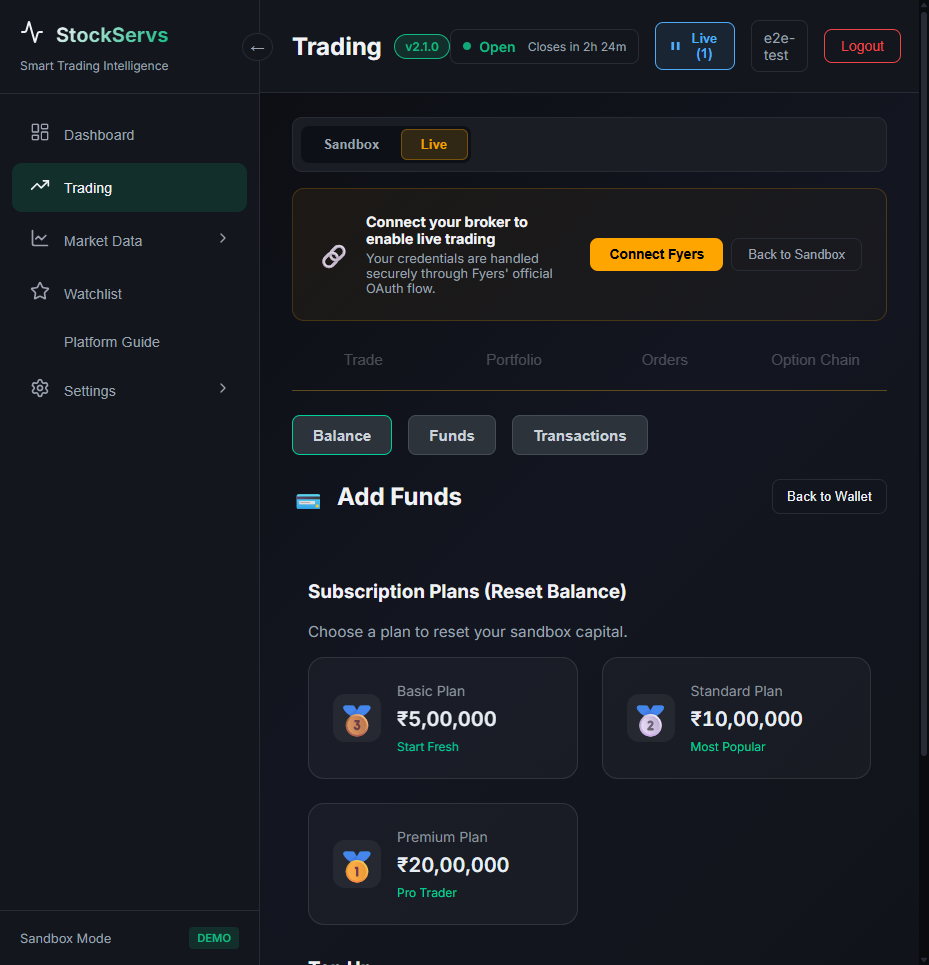 StockServs
Smart Trading Intelligence
←
Dashboard
Trading
Market Data
Watchlist
Platform Guide
Settings
Sandbox Mode
DEMO
Trading
v2.1.0
Open
Closes in 2h 24m
Live
(1)
e2e-
test
Logout
Sandbox
Live
Connect your broker to
enable live trading
Your credentials are handled
securely through Fyers' official
OAuth flow.
Connect Fyers
Back to Sandbox
Trade
Portfolio
Orders
Option Chain
Balance
Funds
Transactions
Add Funds
Back to Wallet
Subscription Plans (Reset Balance)
Choose a plan to reset your sandbox capital.
3
Basic Plan
₹5,00,000
Start Fresh
2
Standard Plan
₹10,00,000
Most Popular
1
Premium Plan
₹20,00,000
Pro Trader